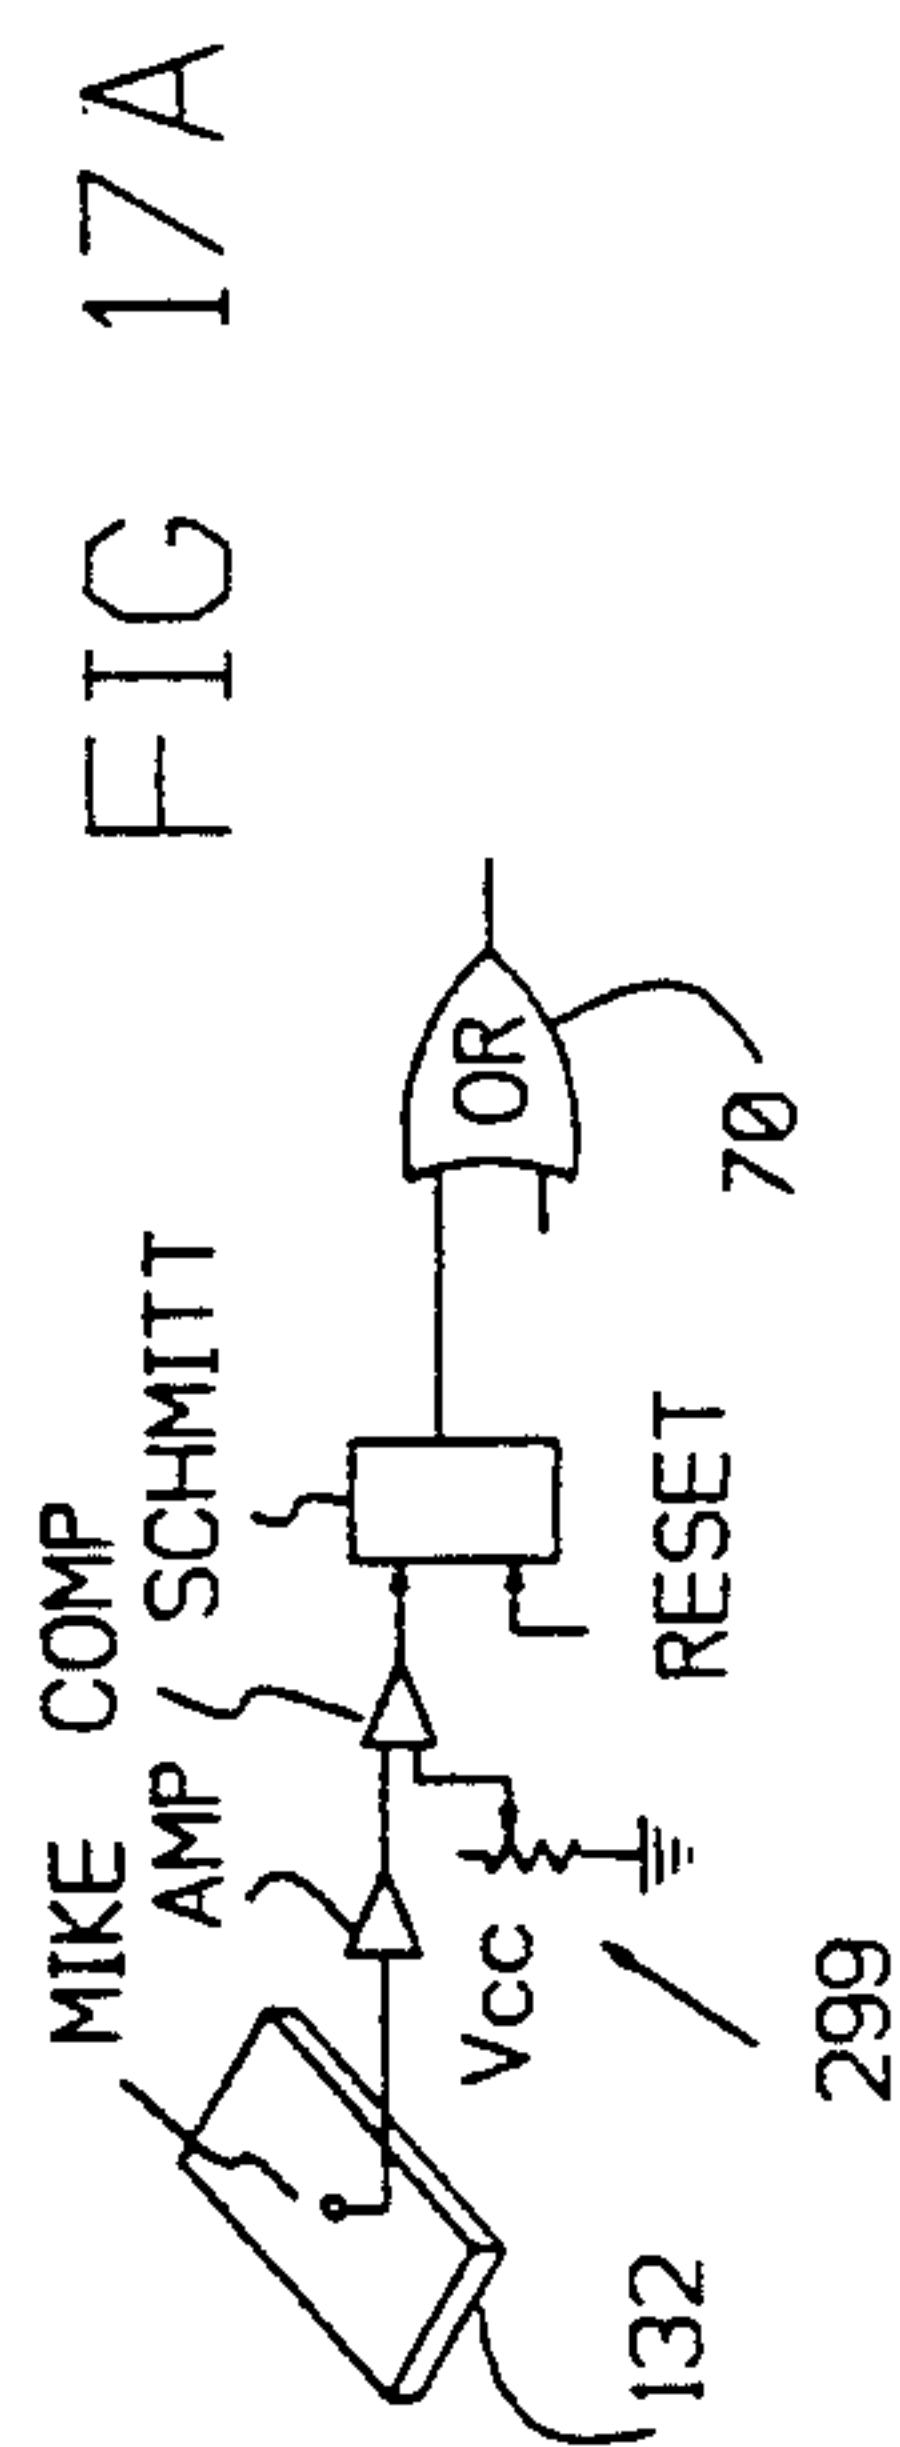 MIKE
COMP
AMP
SCHMITT
Vcc
OR
RESET
132
299
70
FIG 17A